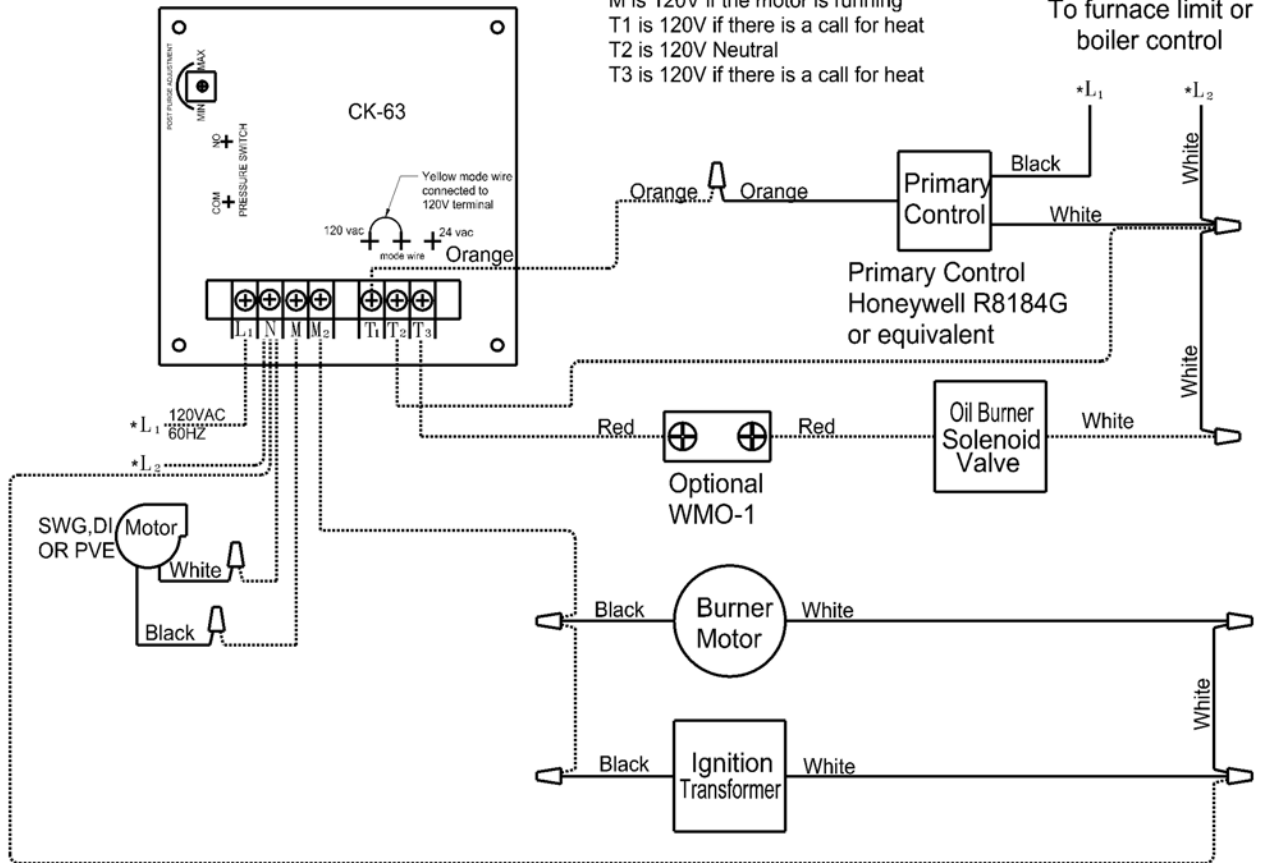 M is 120V if the motor is running
T1 is 120V if there is a call for heat
T2 is 120V Neutral
T3 is 120V if there is a call for heat
To furnace limit or
boiler control
*L1
*L2
POST PURGE ADJUSTMENT
MAX
MIN
CK-63
NO
COM
PRESSURE SWITCH
Yellow mode wire
connected to
120V terminal
120 vac
24 vac
mode wire
Orange
L1 N M M2 T1 T2 T3
Orange
Orange
Primary
Control
Black
White
White
Primary Control
Honeywell R8184G
or equivalent
White
*L1 120VAC
60HZ
*L2
Red
Red
Optional
WMO-1
Oil Burner
Solenoid
Valve
White
SWG,DI
OR PVE
Motor
White
Black
Black
Burner
Motor
White
White
Black
Ignition
Transformer
White